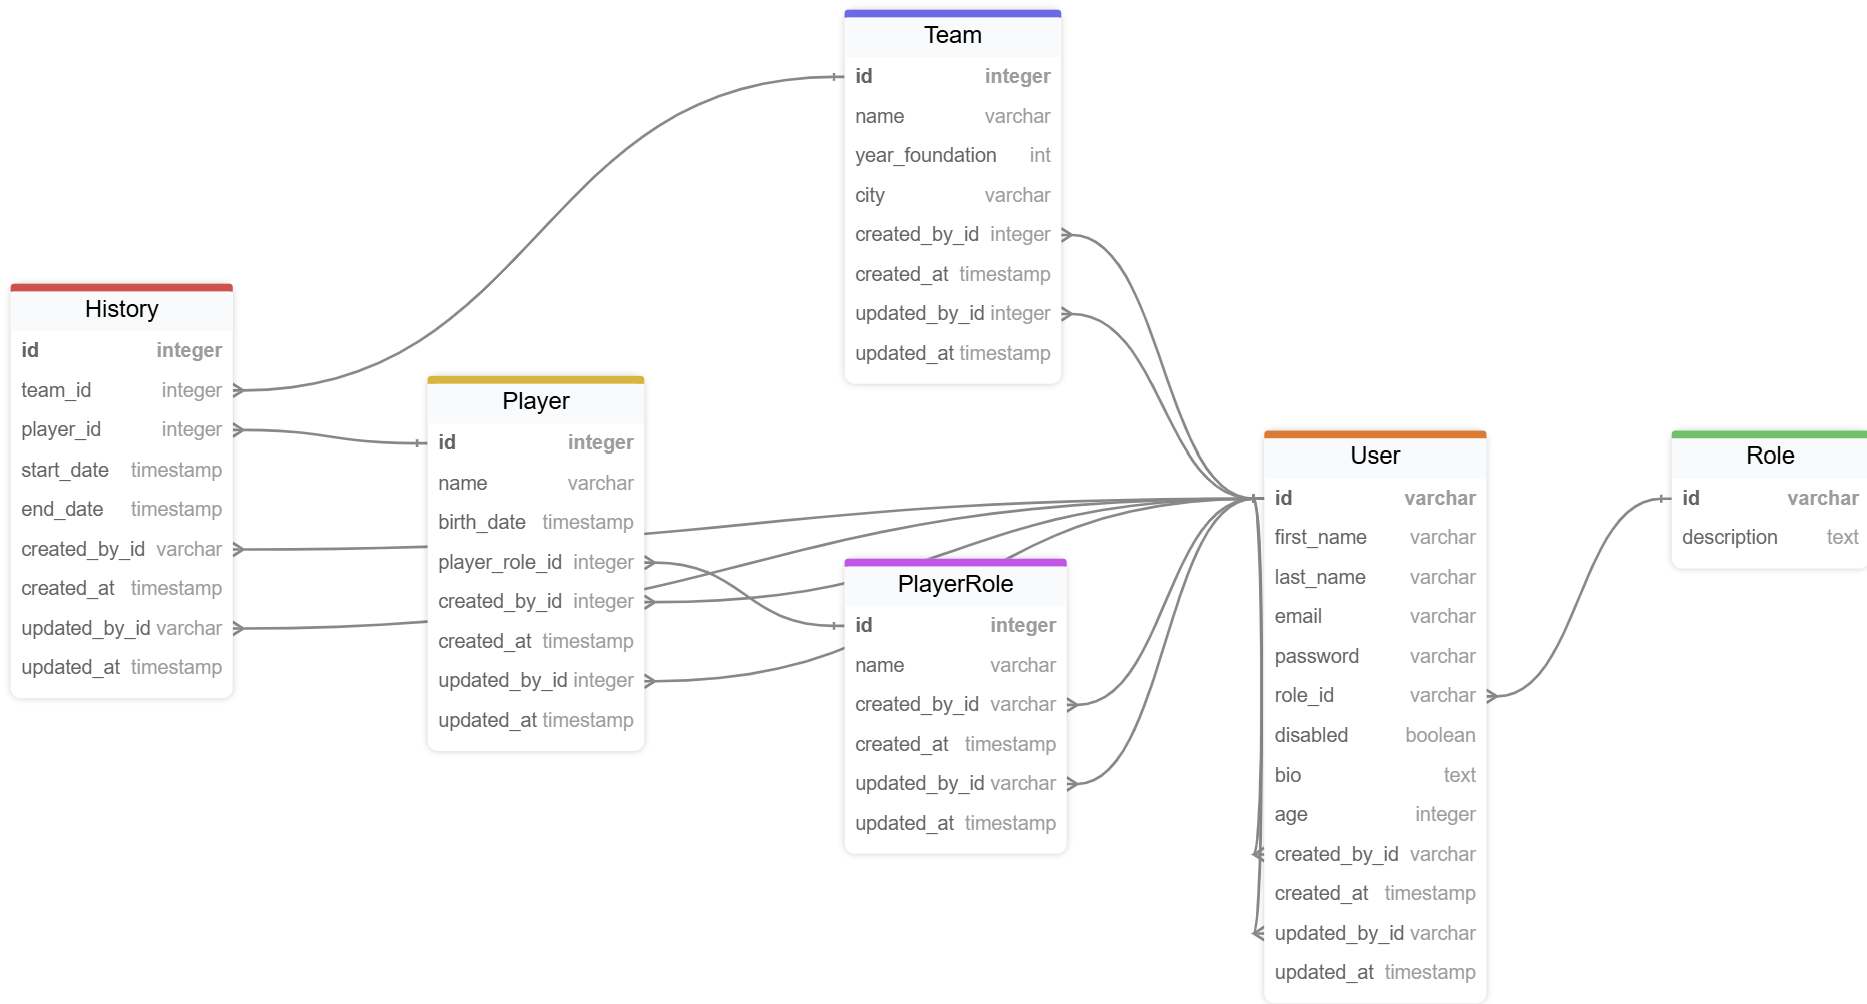 Team
id integer
name varchar
year_foundation int
city varchar
created_by_id integer
created_at timestamp
updated_by_id integer
updated_at timestamp
History
id integer
team_id integer
player_id integer
start_date timestamp
end_date timestamp
created_by_id varchar
created_at timestamp
updated_by_id varchar
updated_at timestamp
Player
id integer
name varchar
birth_date timestamp
player_role_id integer
created_by_id integer
created_at timestamp
updated_by_id integer
updated_at timestamp
PlayerRole
id integer
name varchar
created_by_id varchar
created_at timestamp
updated_by_id varchar
updated_at timestamp
User
id varchar
first_name varchar
last_name varchar
email varchar
password varchar
role_id varchar
disabled boolean
bio text
age integer
created_by_id varchar
created_at timestamp
updated_by_id varchar
updated_at timestamp
Role
id varchar
description text